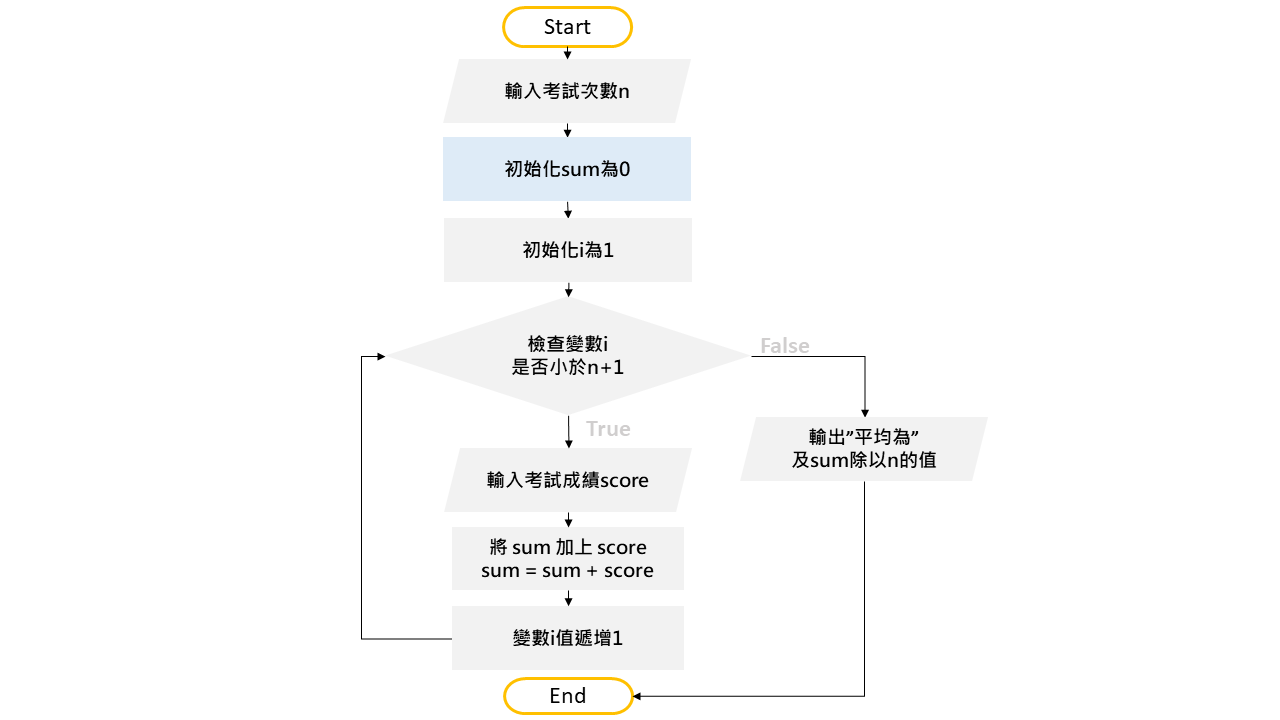 Start
輸入考試次數n
初始化sum為0
初始化i為1
檢查變數i
是否小於n+1
False
True
輸出”平均為”
及sum除以n的值
輸入考試成績score
將 sum 加上 score
sum = sum + score
變數i值遞增1
End